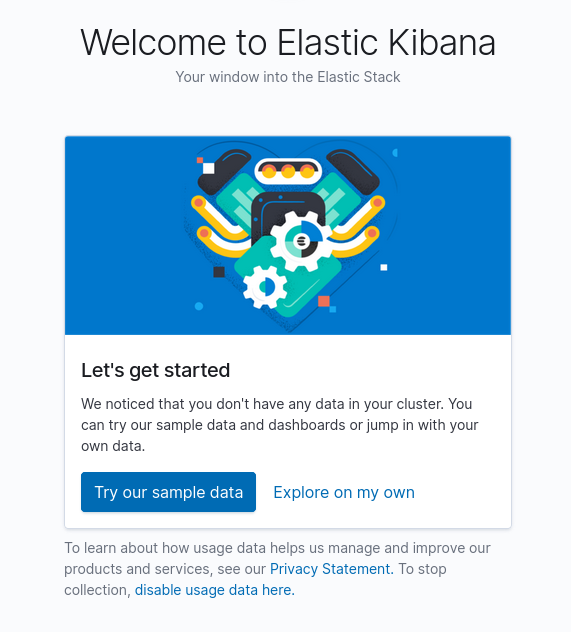 Welcome to Elastic Kibana
Your window into the Elastic Stack
Let's get started
We noticed that you don't have any data in your cluster. You
can try our sample data and dashboards or jump in with your
own data.
Try our sample data
Explore on my own
To learn about how usage data helps us manage and improve our
products and services, see our Privacy Statement. To stop
collection, disable usage data here.